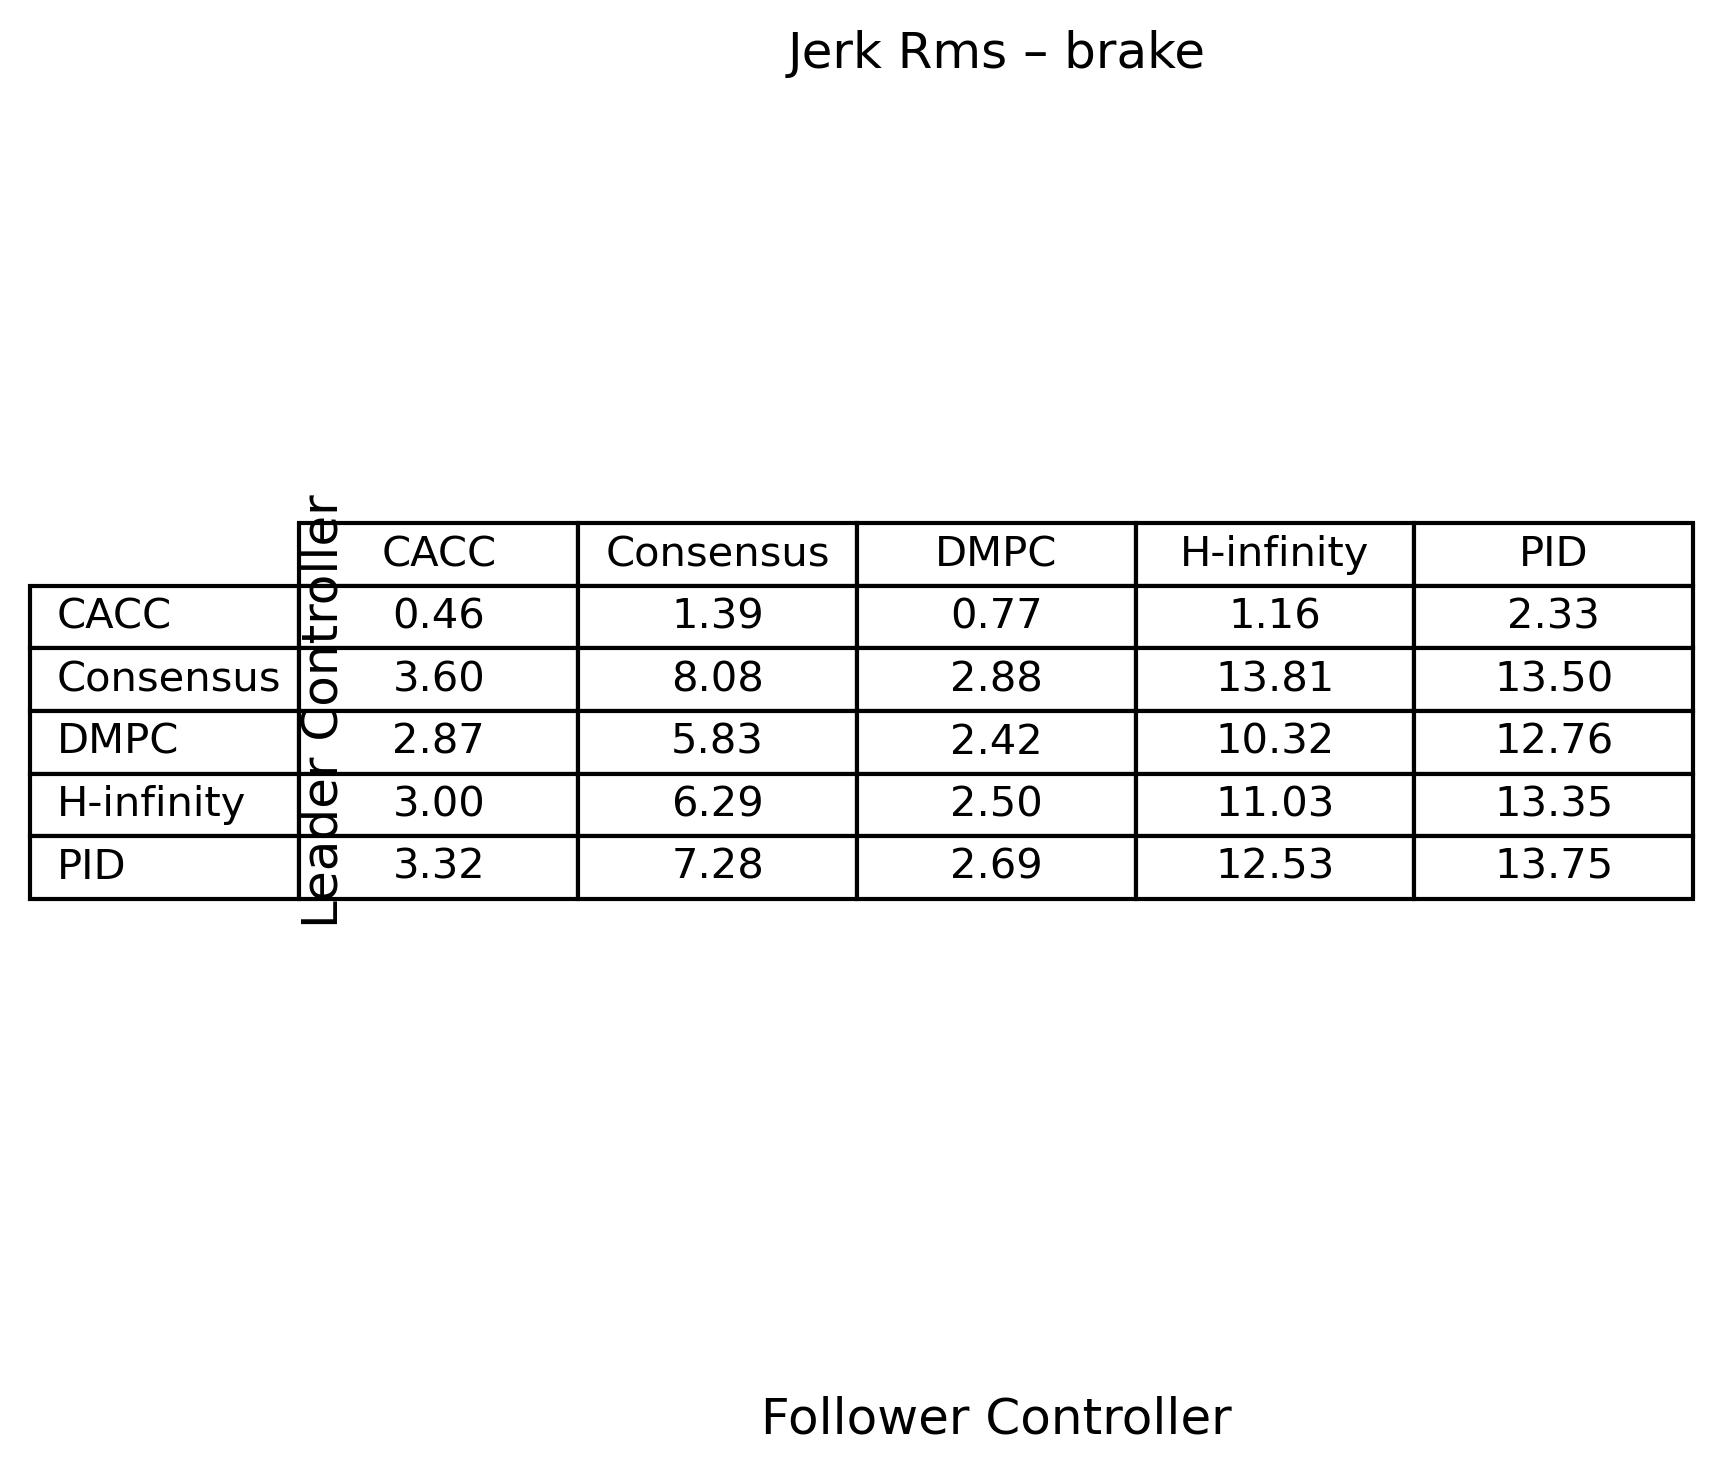 Jerk Rms – brake
Leader Controller
CACC Consensus DMPC H-infinity PID
CACC 0.46 1.39 0.77 1.16 2.33
Consensus 3.60 8.08 2.88 13.81 13.50
DMPC 2.87 5.83 2.42 10.32 12.76
H-infinity 3.00 6.29 2.50 11.03 13.35
PID 3.32 7.28 2.69 12.53 13.75
Follower Controller